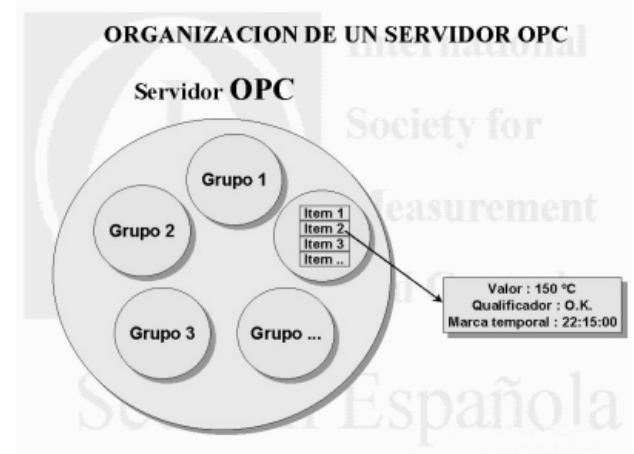 ORGANIZACION DE UN SERVIDOR OPC
International
Servidor OPC
Society for
Grupo 1
Item 1
Item 2
Item 3
Item ..
Measurement
Grupo 2
Valor : 150 ºC
Qualificador : O.K.
Marca temporal : 22:15:00
Grupo 3
Grupo ...
Española